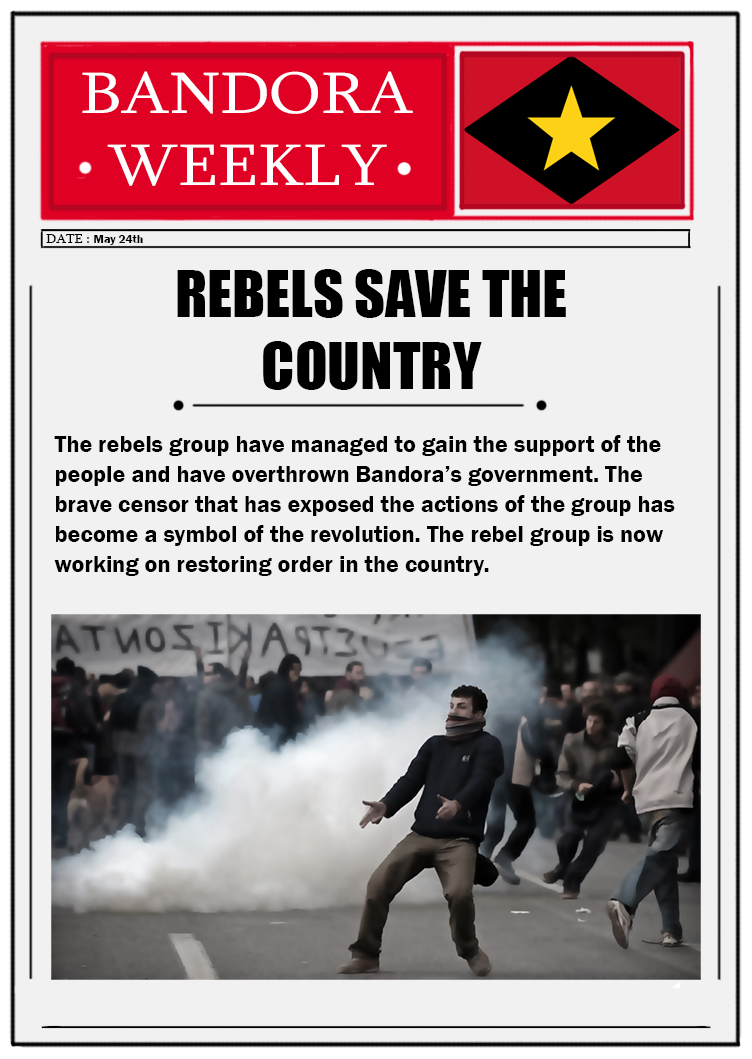 BANDORA
• WEEKLY •
DATE : May 24th
REBELS SAVE THE
COUNTRY
The rebels group have managed to gain the support of the
people and have overthrown Bandora’s government. The
brave censor that has exposed the actions of the group has
become a symbol of the revolution. The rebel group is now
working on restoring order in the country.